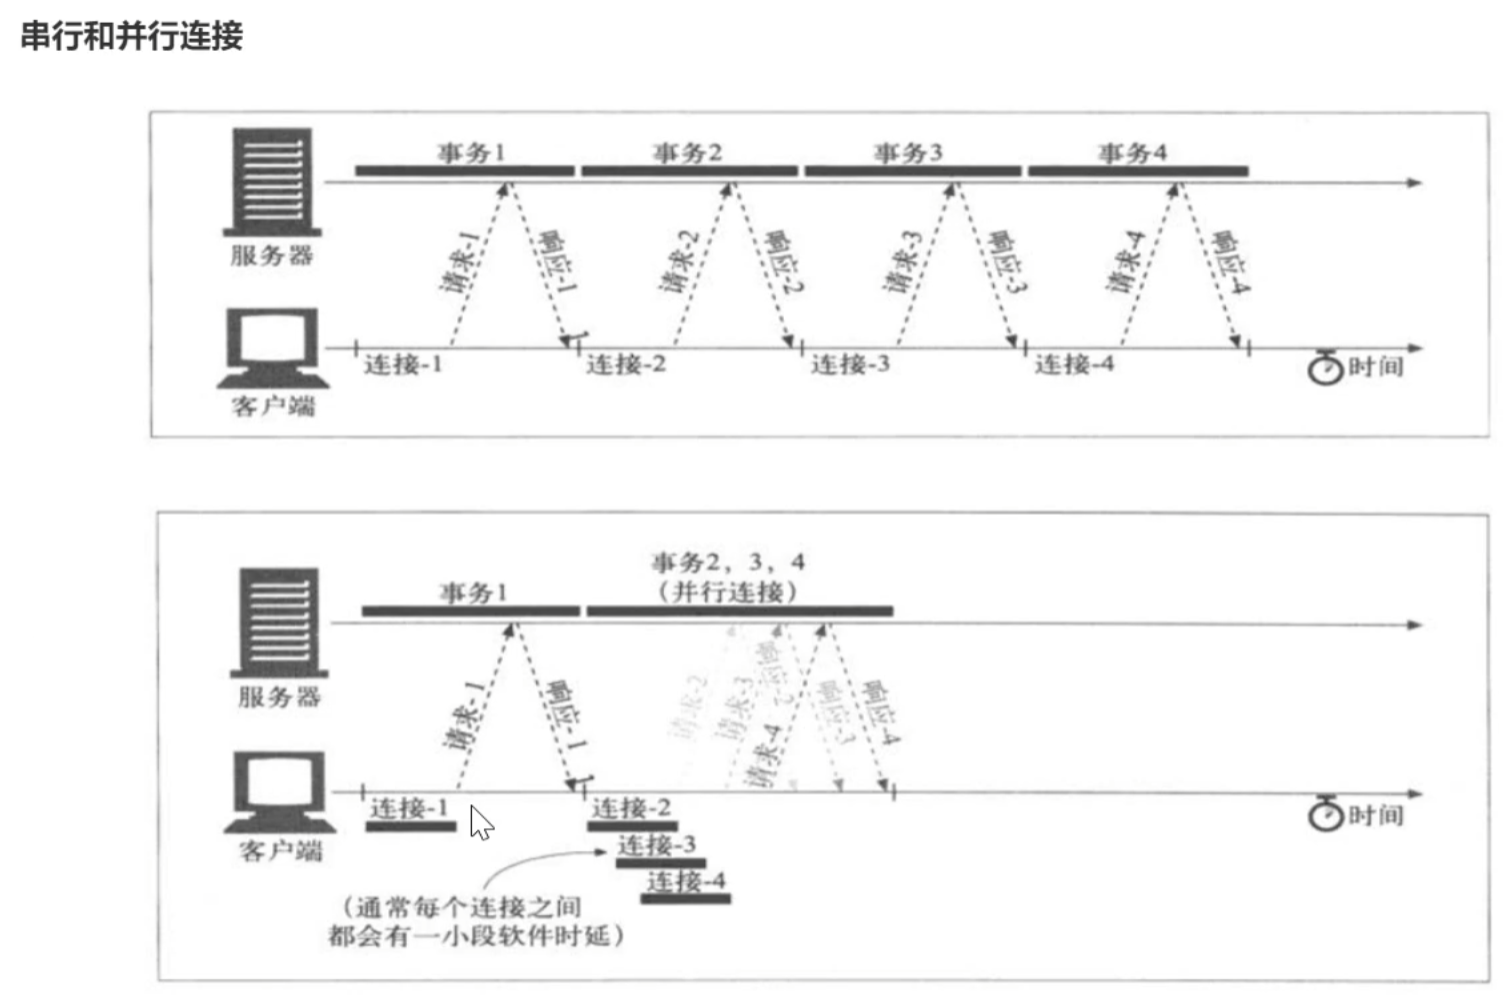 串行和并行连接
事务1
事务2
事务3
事务4
服务器
请求-1
响应-1
请求-2
响应-2
请求-3
响应-3
请求-4
响应-4
连接-1
连接-2
连接-3
连接-4
时间
客户端
事务2，3，4
事务1
（并行连接）
服务器
请求-1
响应-1
请求-2
请求-3
响应-2
请求-4
响应-3
响应-4
连接-1
连接-2
时间
客户端
连接-3
连接-4
（通常每个连接之间
都会有一小段软件时延）